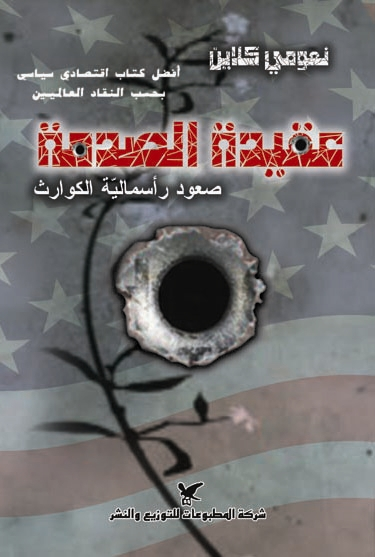 نعومي كلاين
أفضل كتاب اقتصادي سياسي
بحسب النقاد العالميين
عقيدة الصدمة
صعود رأسماليّة الكوارث
شركة المطبوعات للتوزيع والنشر